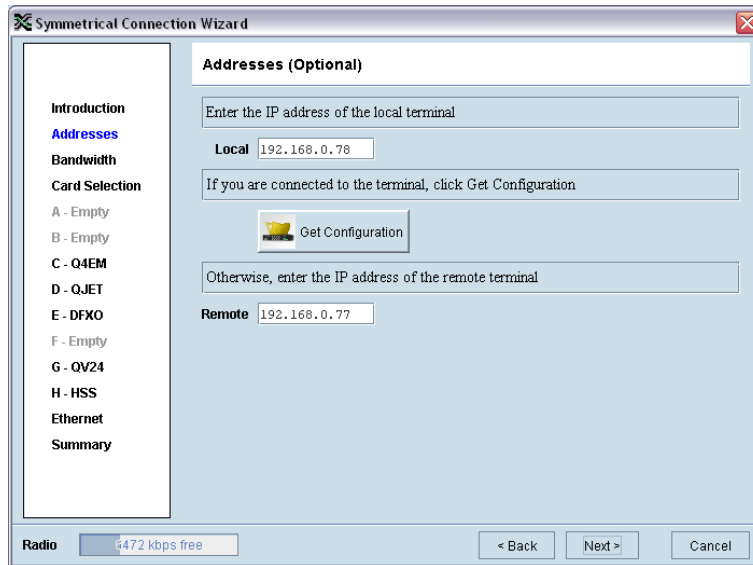 Symmetrical Connection Wizard
Introduction
Addresses
Bandwidth
Card Selection
A - Empty
B - Empty
C - Q4EM
D - QJET
E - DFXO
F - Empty
G - QV24
H - HSS
Ethernet
Summary
Addresses (Optional)
Enter the IP address of the local terminal
Local 192.168.0.78
If you are connected to the terminal, click Get Configuration
Get Configuration
Otherwise, enter the IP address of the remote terminal
Remote 192.168.0.77
Radio kbps free
< Back Next > Cancel